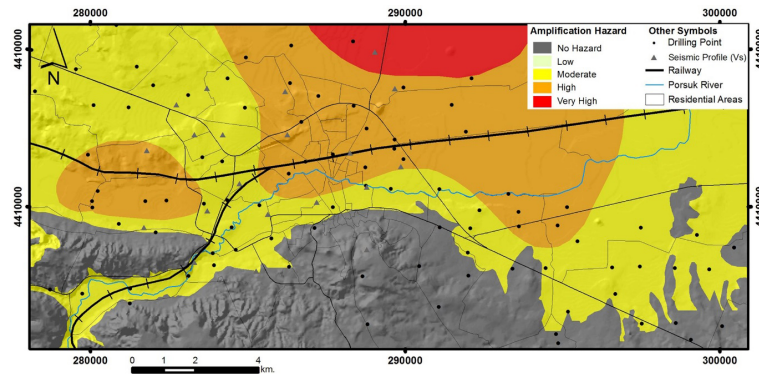 280000 290000 300000
4410000
4410000
Amplification Hazard
No Hazard
Low
Moderate
High
Very High
Other Symbols
Drilling Point
Seismic Profile (Vs)
Railway
Porsuk River
Residential Areas
N
4410000
280000 290000 300000
0 1 2 4
km.